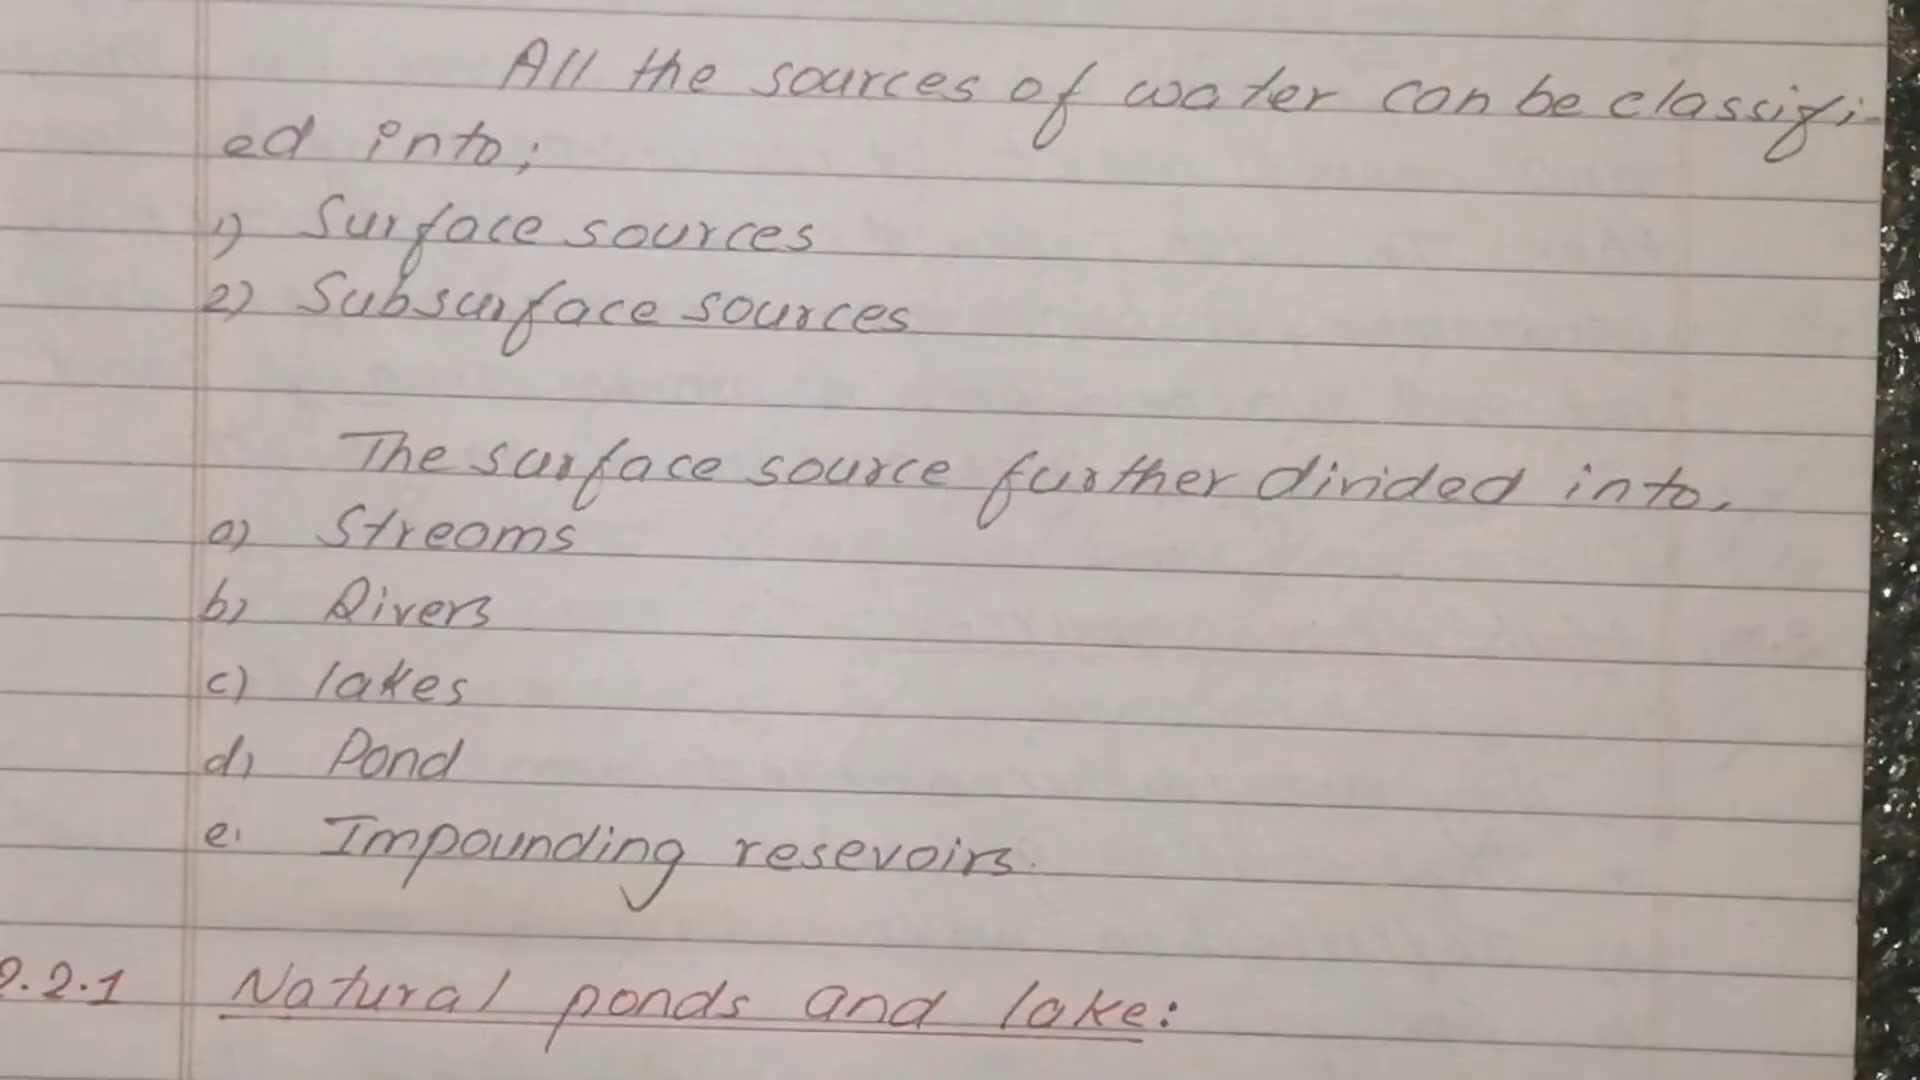 All the sources of water can be classifi-
ed into;
1) Surface sources
2) Subsurface sources
The surface source further divided into,
a) Streams
b) Rivers
c) lakes
d) Pond
e. Impounding resevoirs.
2.2.1 Natural ponds and lake: